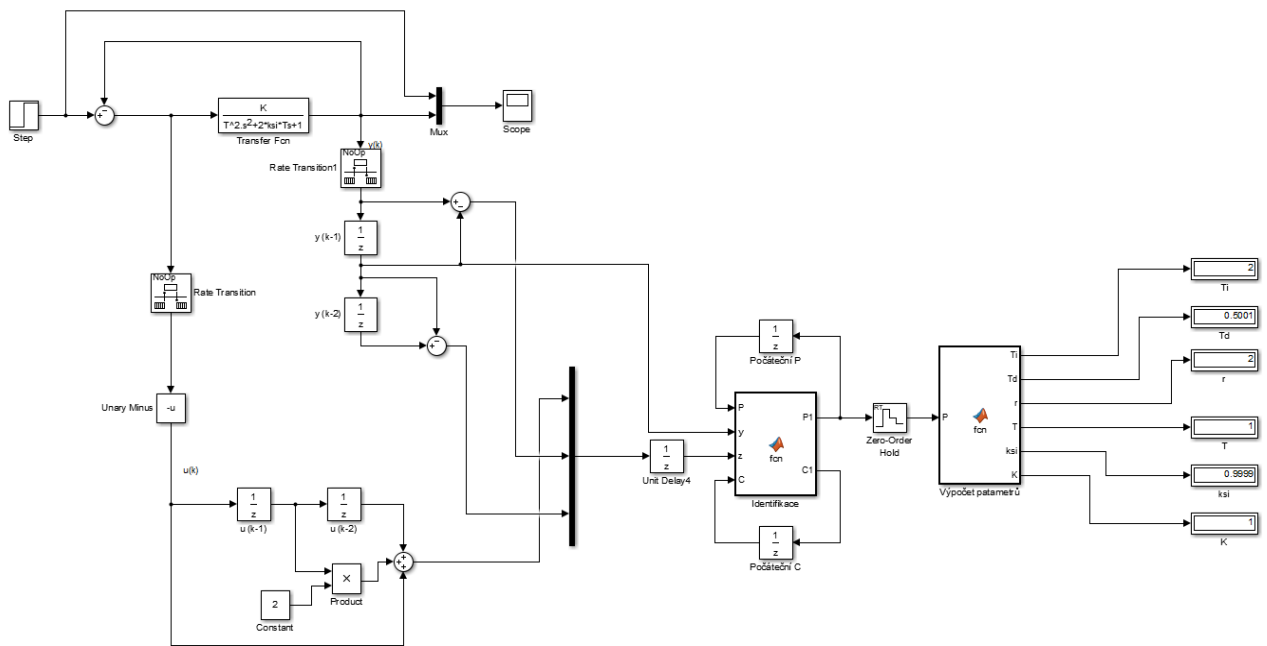 Step
+
−
K
T^2.s²+2*ksi*Ts+1
Transfer Fcn
Mux
Scope
y(k)
NoOp
Rate Transition1
+
−
y (k-1)
1
z
y (k-2)
1
z
+
−
NoOp
Rate Transition
Unary Minus
-u
u(k)
1
z
u (k-1)
1
z
u (k-2)
+
+
+
×
Product
2
Constant
1
z
Unit Delay4
1
z
Počáteční P
P
y
z
C
fcn
P1
C1
Identifikace
1
z
Počáteční C
RT
Zero-Order
Hold
P
fcn
Ti
Td
r
T
ksi
K
Výpočet patametrů
2
Ti
0.5001
Td
2
r
1
T
0.9999
ksi
1
K